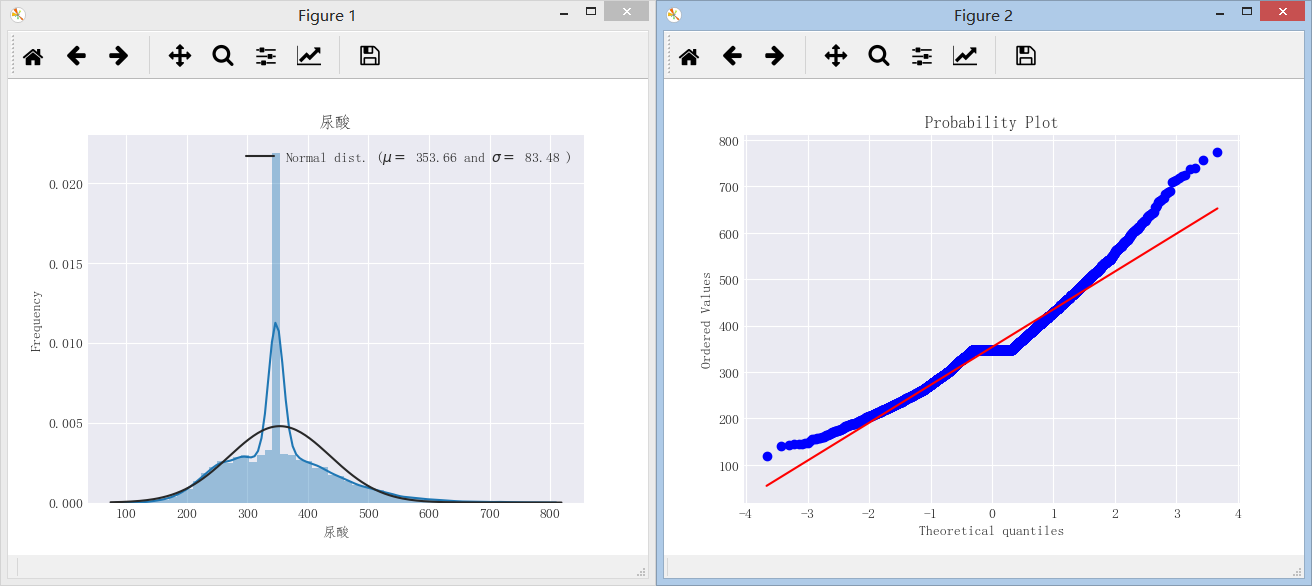 Figure 1
尿酸
Normal dist. (μ = 353.66 and σ = 83.48 )
0.020
0.015
0.010
0.005
0.000
Frequency
100 200 300 400 500 600 700 800
尿酸
Figure 2
Probability Plot
800
700
600
500
400
300
200
100
Ordered Values
−4 −3 −2 −1 0 1 2 3 4
Theoretical quantiles